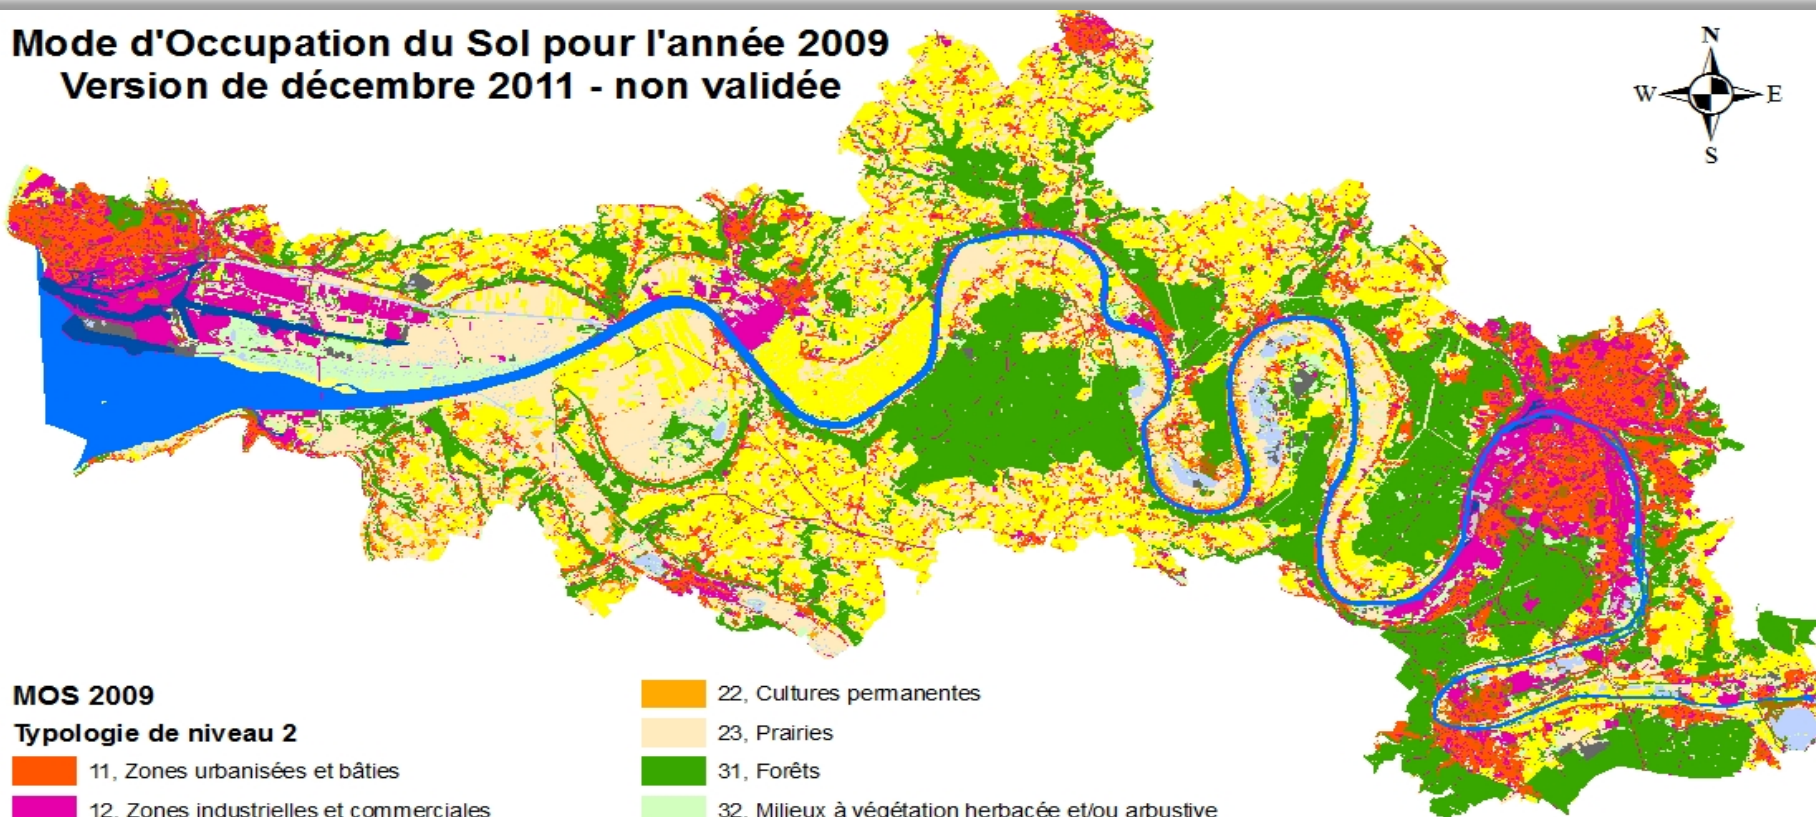 Mode d'Occupation du Sol pour l'année 2009
Version de décembre 2011 - non validée
N
W
E
S
MOS 2009
Typologie de niveau 2
11, Zones urbanisées et bâties
12, Zones industrielles et commerciales
22, Cultures permanentes
23, Prairies
31, Forêts
32, Milieux à végétation herbacée et/ou arbustive